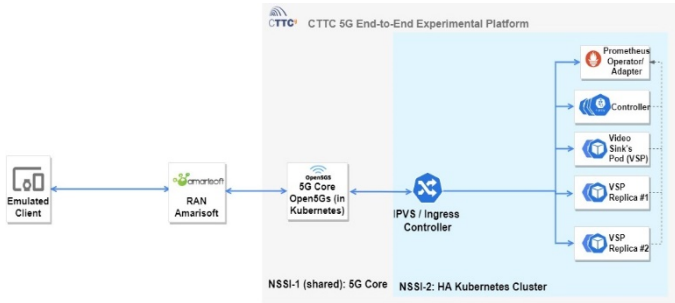 CTTC
CTTC 5G End-to-End Experimental Platform
Prometheus
Operator/
Adapter
Controller
Video
Sink's
Pod (VSP)
VSP
Replica #1
VSP
Replica #2
Emulated
Client
amarisoft
RAN
Amarisoft
Open5GS
5G Core
Open5Gs (in
Kubernetes)
IPVS / Ingress
Controller
NSSI-1 (shared): 5G Core
NSSI-2: HA Kubernetes Cluster